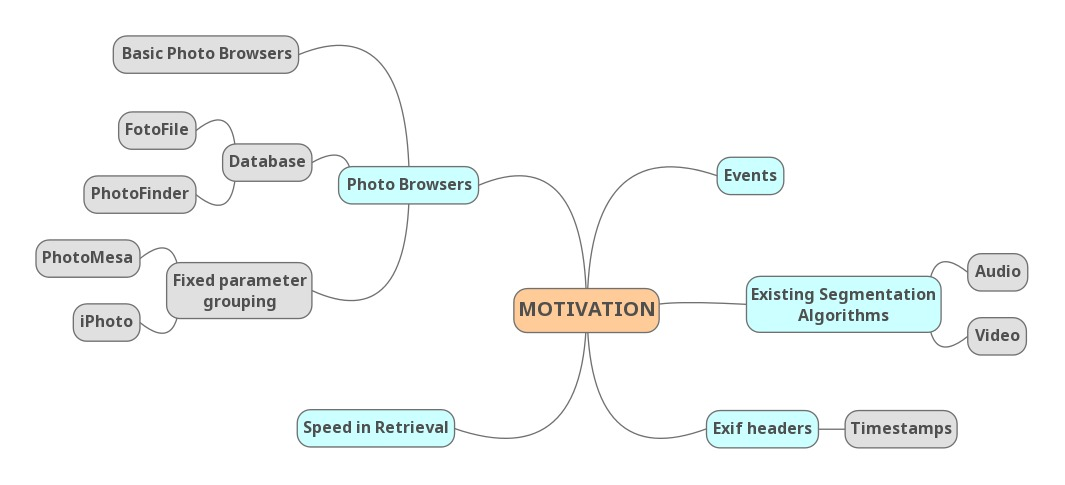 Basic Photo Browsers
FotoFile
Database
PhotoFinder
Photo Browsers
PhotoMesa
Fixed parameter
grouping
iPhoto
Speed in Retrieval
MOTIVATION
Events
Existing Segmentation
Algorithms
Audio
Video
Exif headers
Timestamps